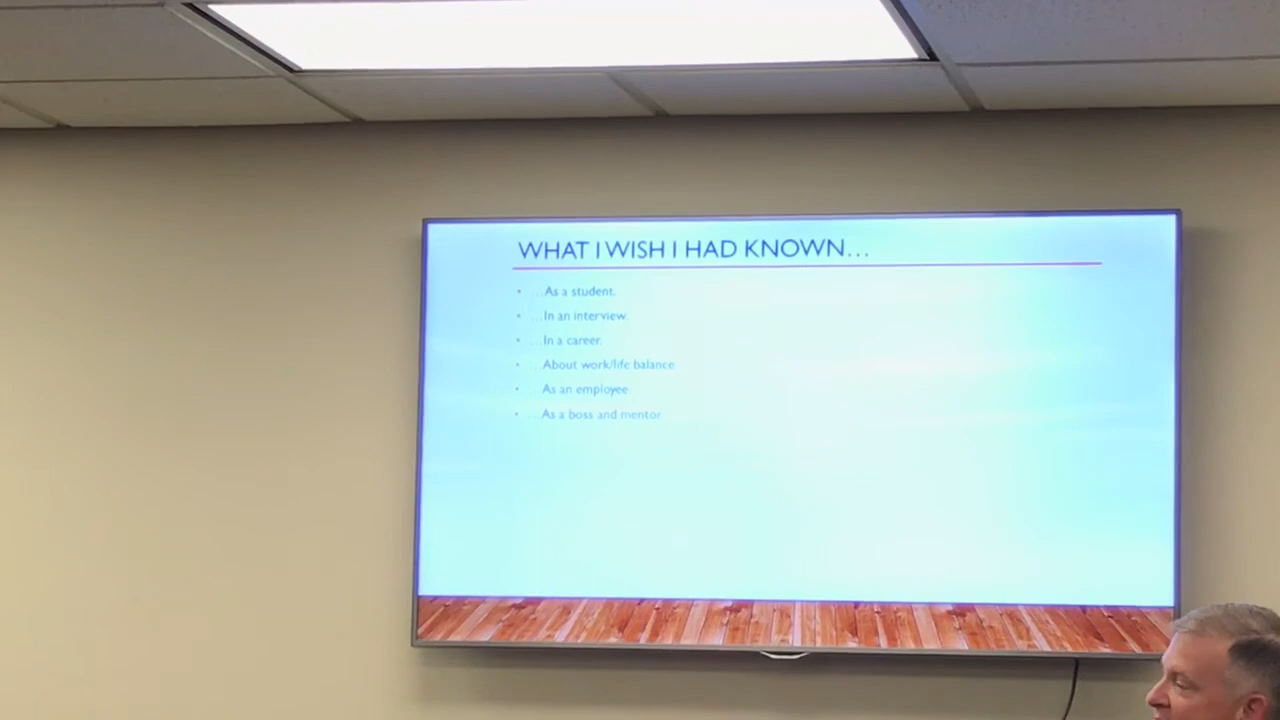 WHAT I WISH I HAD KNOWN...
• ...As a student.
• ...In an interview.
• ...In a career.
• ...About work/life balance
• ...As an employee
• ...As a boss and mentor